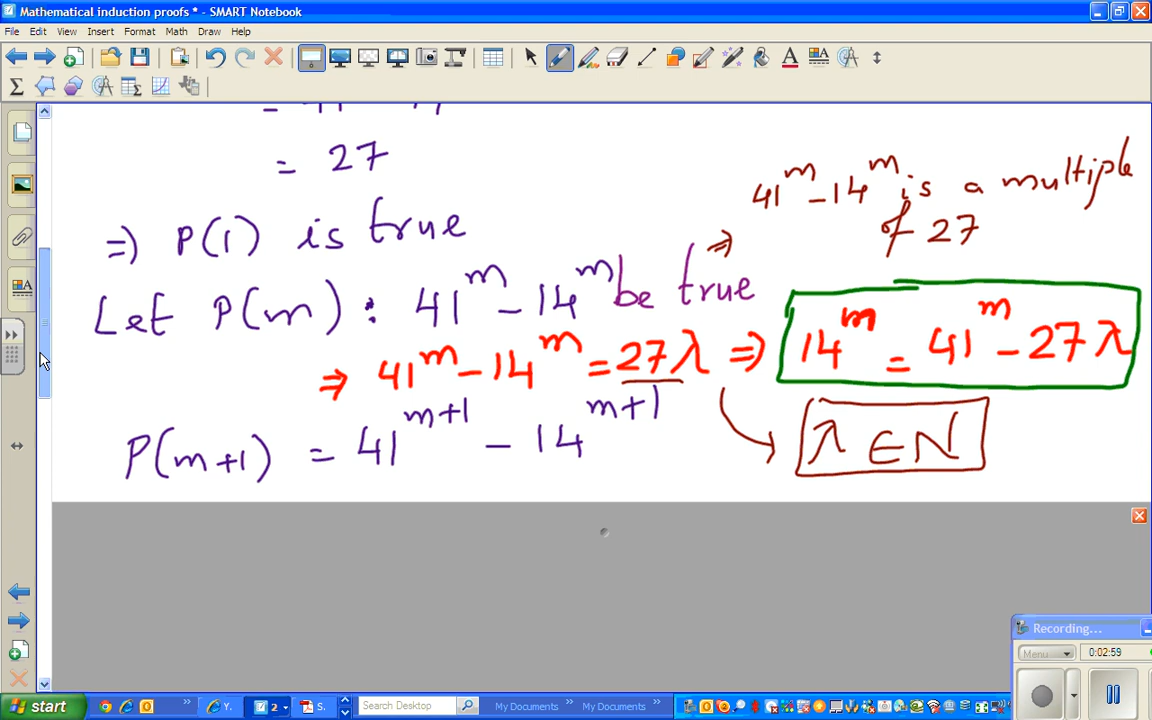 Mathematical induction proofs * - SMART Notebook
File Edit View Insert Format Math Draw Help
= 27
⇒ P(1) is true
41^m - 14^m is a multiple
of 27
Let P(m) : 41^m - 14^m be true ⇒
⇒ 41^m - 14^m = 27λ ⇒ 14^m = 41^m - 27λ
λ ∈ N
P(m+1) = 41^(m+1) - 14^(m+1)
Recording...
Menu 0:02:59
start Y. 2 S. Search Desktop My Documents My Documents